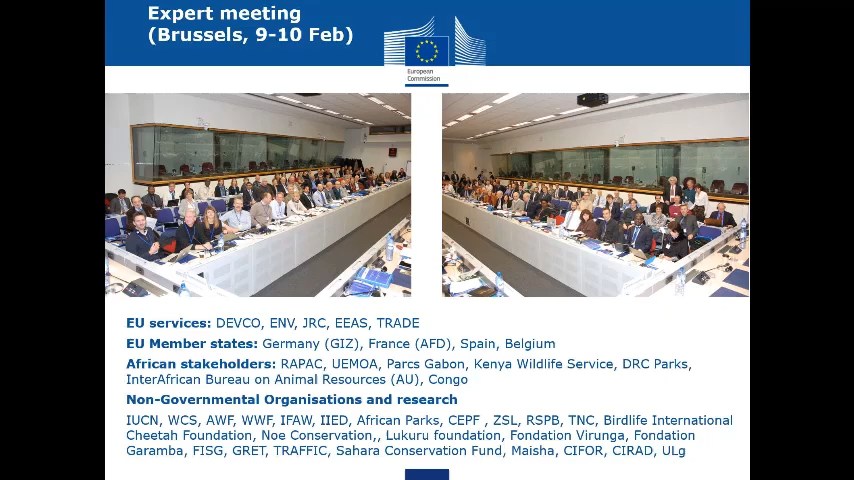 Expert meeting
(Brussels, 9-10 Feb)
European
Commission
EU services: DEVCO, ENV, JRC, EEAS, TRADE
EU Member states: Germany (GIZ), France (AFD), Spain, Belgium
African stakeholders: RAPAC, UEMOA, Parcs Gabon, Kenya Wildlife Service, DRC Parks,
InterAfrican Bureau on Animal Resources (AU), Congo
Non-Governmental Organisations and research
IUCN, WCS, AWF, WWF, IFAW, IIED, African Parks, CEPF , ZSL, RSPB, TNC, Birdlife International
Cheetah Foundation, Noe Conservation,, Lukuru foundation, Fondation Virunga, Fondation
Garamba, FISG, GRET, TRAFFIC, Sahara Conservation Fund, Maisha, CIFOR, CIRAD, ULg